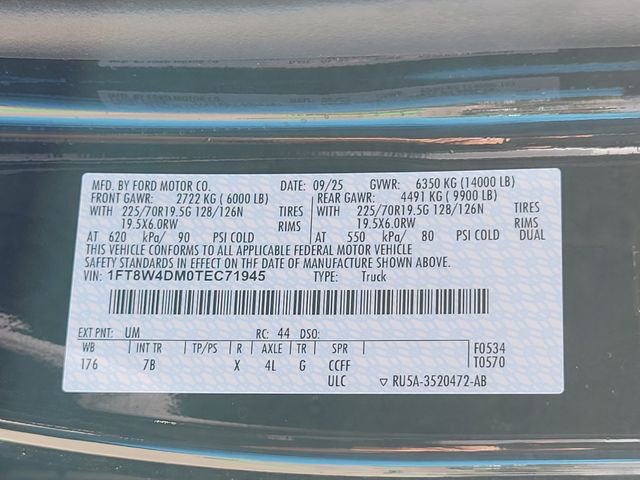 MFD. BY FORD MOTOR CO. DATE: 09/25 GVWR: 6350 KG (14000 LB)
FRONT GAWR: 2722 KG (6000 LB) REAR GAWR: 4491 KG (9900 LB)
WITH 225/70R19.5G 128/126N TIRES WITH 225/70R19.5G 128/126N TIRES
19.5X6.0RW 19.5X6.0RW
AT 620 kPa/ 90 PSI COLD AT 550 kPa/ 80 PSI COLD DUAL
THIS VEHICLE CONFORMS TO ALL APPLICABLE FEDERAL MOTOR VEHICLE
SAFETY STANDARDS IN EFFECT ON THE DATE OF MANUFACTURE SHOWN ABOVE.
VIN: 1FT8W4DM0TEC71945 TYPE: Truck
EXT PNT: UM RC: 44 DSO:
WB INT TR TP/PS R AXLE TR SPR F0534
176 7B X 4L G CCFF T0570
ULC ▽ RU5A-3520472-AB